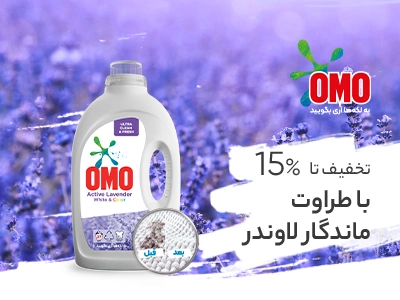 OMO
به لکه‌ها آری بگویید
تخفیف تا 15%
با طراوت
ماندگار لاوندر
ULTRA
CLEAN
& FRESH
OMO
Active Lavender
White & Color
قبل
بعد